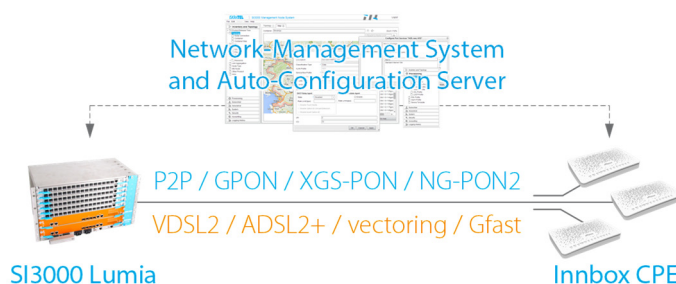 Network-Management System
and Auto-Configuration Server
P2P / GPON / XGS-PON / NG-PON2
VDSL2 / ADSL2+ / vectoring / Gfast
SI3000 Lumia
Innbox CPE